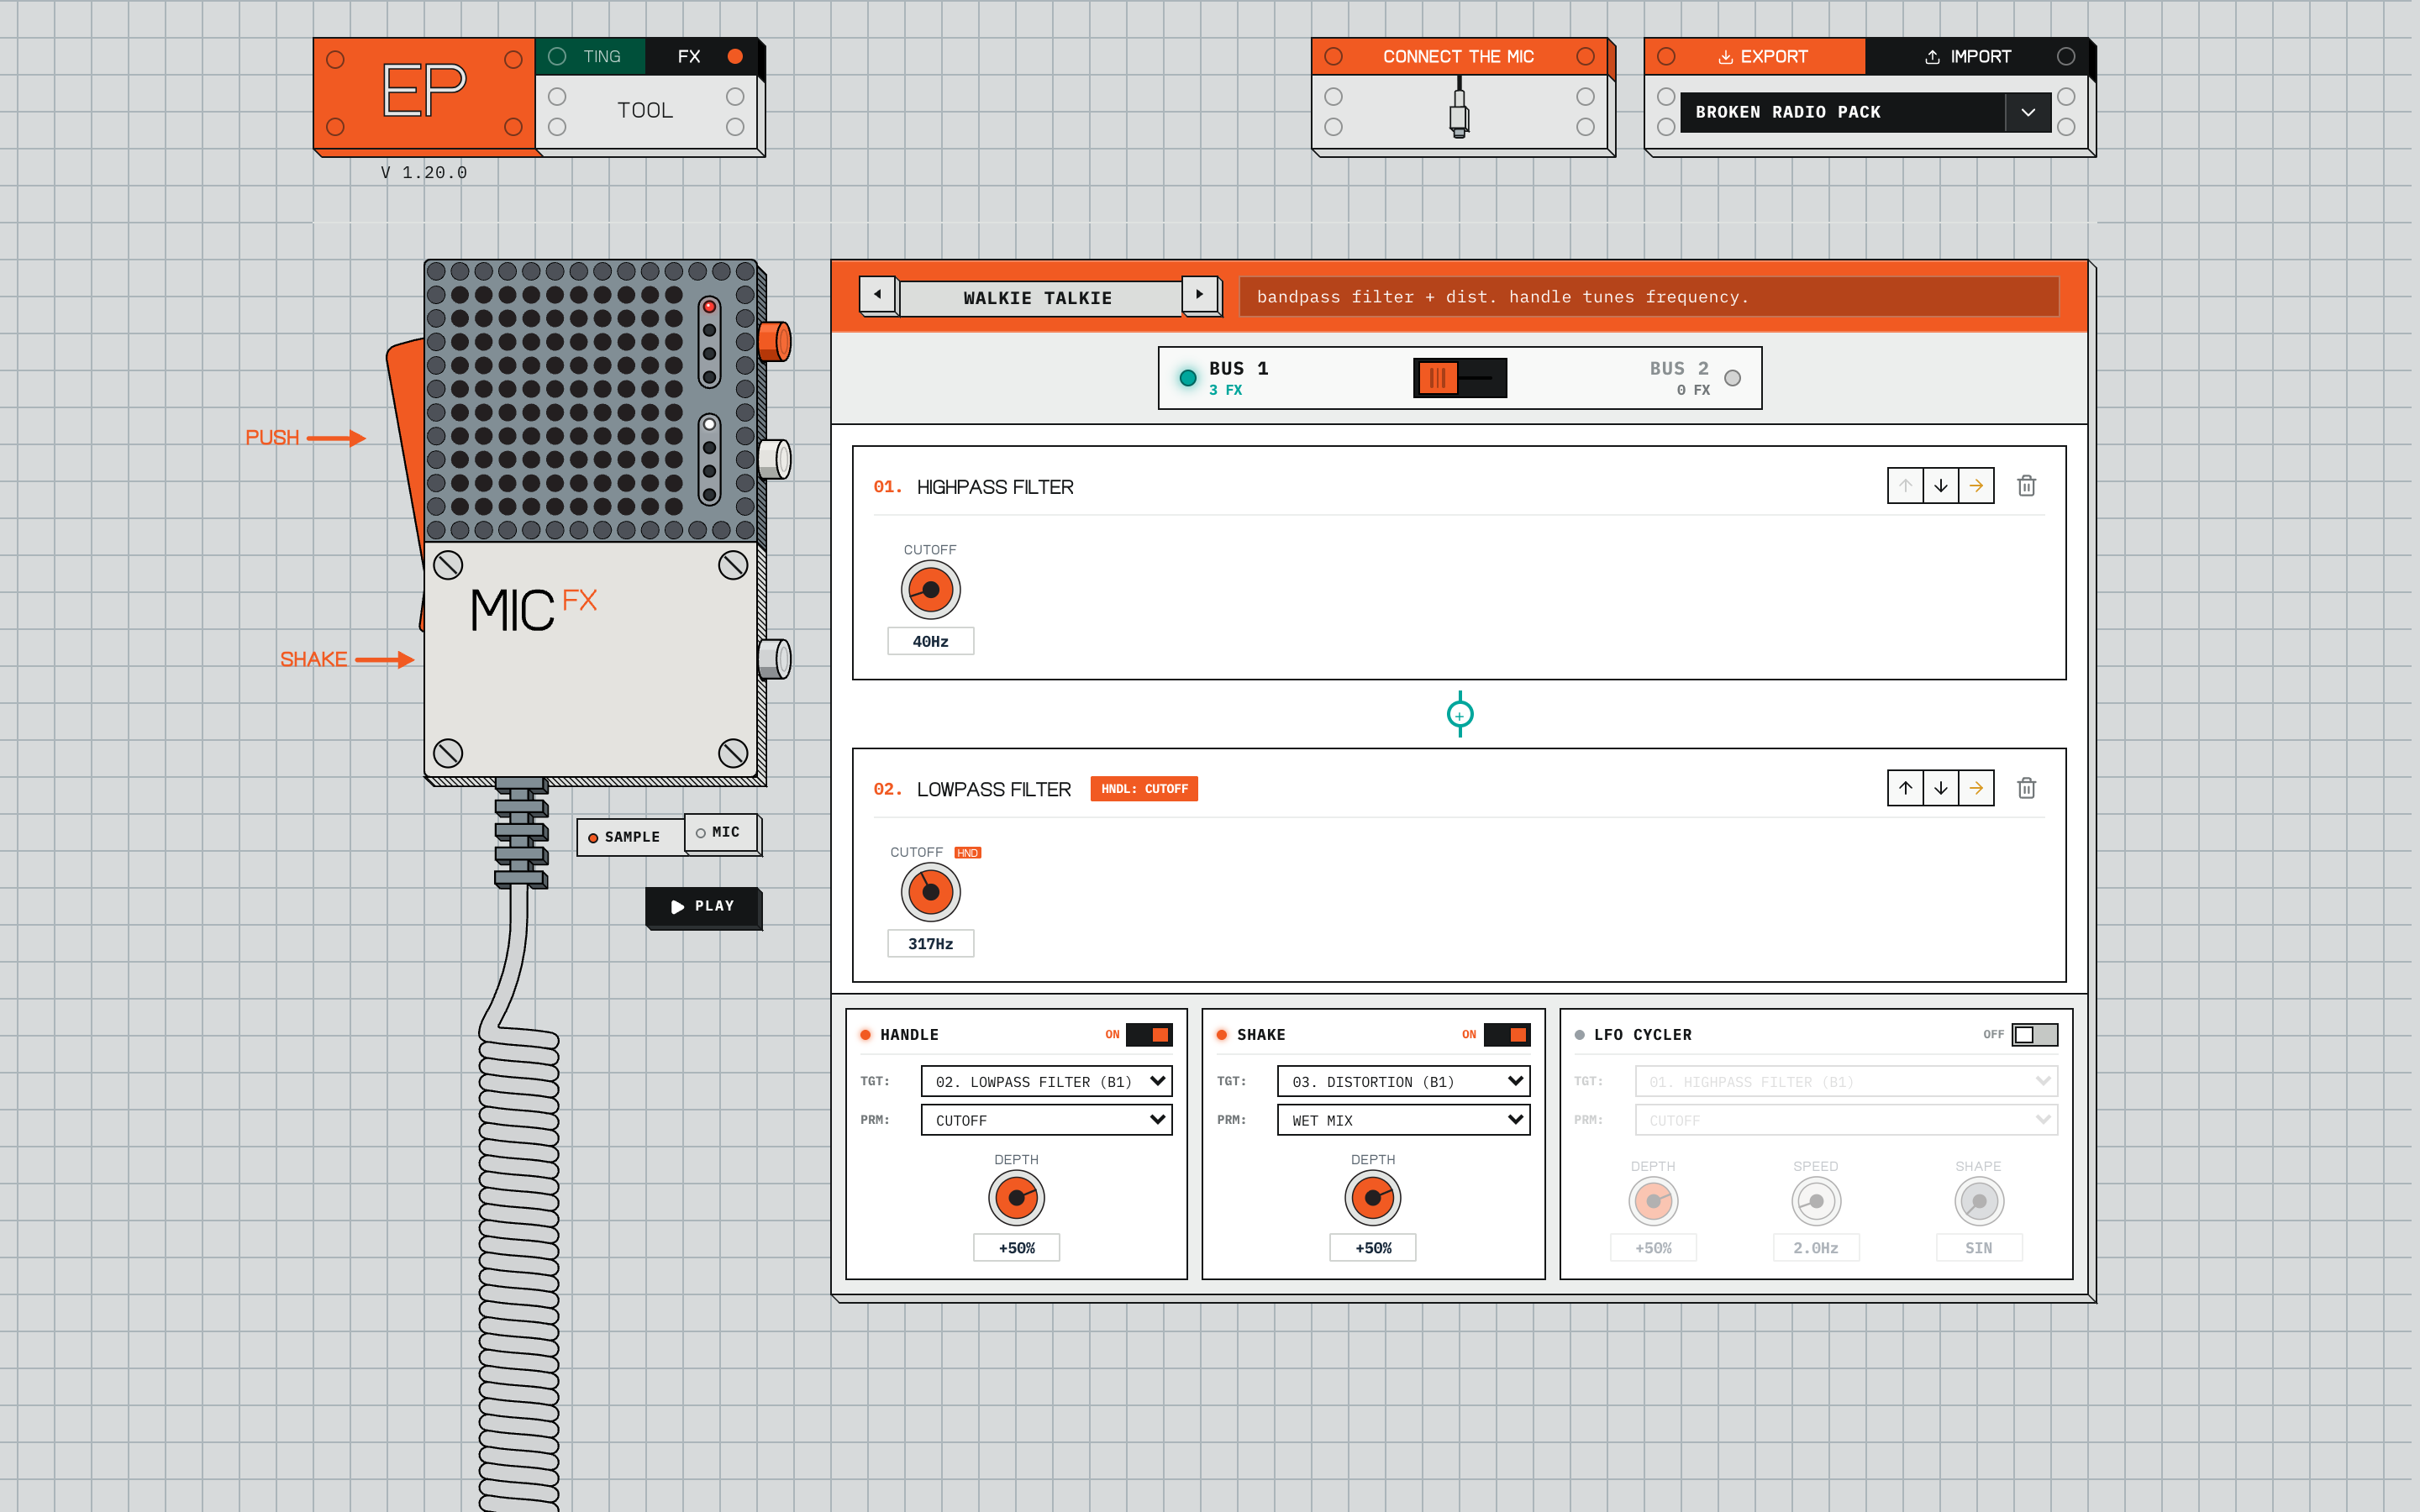 EP
TING
FX
TOOL
V 1.20.0
CONNECT THE MIC
EXPORT
IMPORT
BROKEN RADIO PACK
PUSH
SHAKE
MIC FX
SAMPLE
MIC
PLAY
WALKIE TALKIE
bandpass filter + dist. handle tunes frequency.
BUS 1
3 FX
BUS 2
0 FX
01. HIGHPASS FILTER
CUTOFF
40Hz
+
02. LOWPASS FILTER
HNDL: CUTOFF
CUTOFF HND
317Hz
HANDLE
ON
TGT: 02. LOWPASS FILTER (B1)
PRM: CUTOFF
DEPTH
+50%
SHAKE
ON
TGT: 03. DISTORTION (B1)
PRM: WET MIX
DEPTH
+50%
LFO CYCLER
OFF
TGT: 01. HIGHPASS FILTER (B1)
PRM: CUTOFF
DEPTH SPEED SHAPE
+50% 2.0Hz SIN